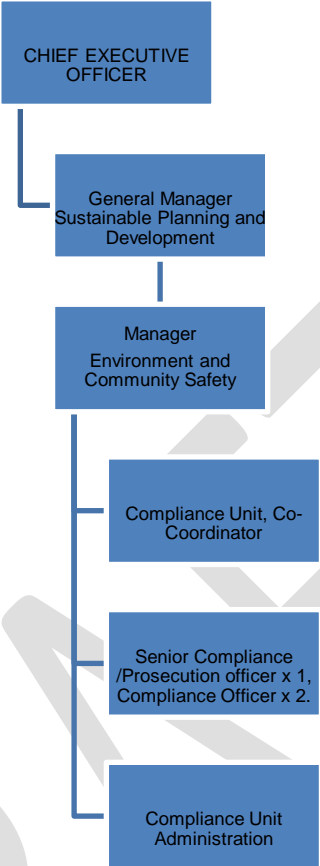 CHIEF EXECUTIVE
OFFICER
General Manager
Sustainable Planning and
Development
Manager
Environment and
Community Safety
Compliance Unit, Co-
Coordinator
Senior Compliance
/Prosecution officer x 1,
Compliance Officer x 2.
Compliance Unit
Administration